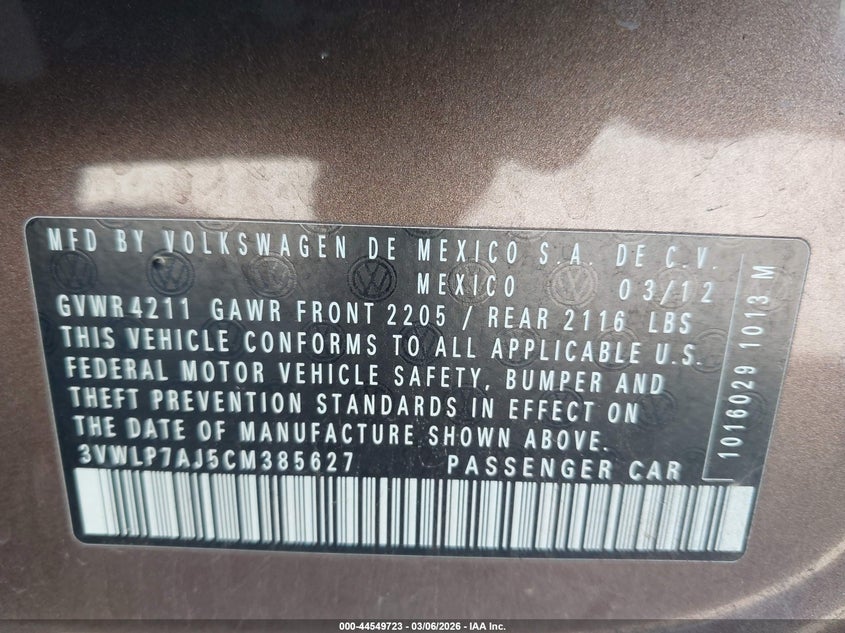 MFD BY VOLKSWAGEN DE MEXICO S.A. DE C.V.
MEXICO 03/12
GVWR4211 GAWR FRONT 2205 / REAR 2116 LBS
THIS VEHICLE CONFORMS TO ALL APPLICABLE U.S.
FEDERAL MOTOR VEHICLE SAFETY, BUMPER AND
THEFT PREVENTION STANDARDS IN EFFECT ON
THE DATE OF MANUFACTURE SHOWN ABOVE.
3VWLP7AJ5CM385627 PASSENGER CAR
1016029 1013 M
000-44549723 — 03/06/2026 — IAA Inc.